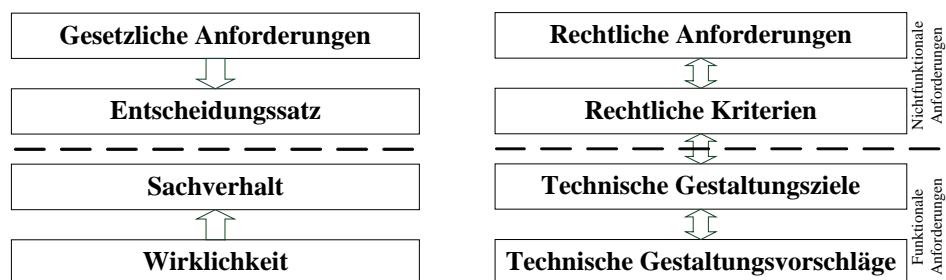 Gesetzliche Anforderungen
Entscheidungssatz
Sachverhalt
Wirklichkeit
Rechtliche Anforderungen
Rechtliche Kriterien
Technische Gestaltungsziele
Technische Gestaltungsvorschläge
Nichtfunktionale
Anforderungen
Funktionale
Anforderungen